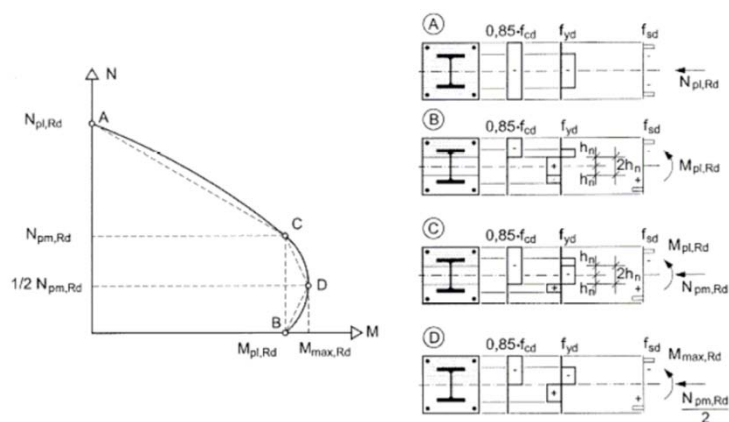 N
N_pl,Rd
A
N_pm,Rd
C
1/2 N_pm,Rd
D
B
M
M_pl,Rd M_max,Rd
A
0,85·f_cd f_yd f_sd
-
-
-
-
N_pl,Rd
B
0,85·f_cd f_yd f_sd
-
h_n
+
2h_n
h_n
-
+
M_pl,Rd
C
0,85·f_cd f_yd f_sd
-
h_n
-
2h_n
h_n
+
-
+
M_pl,Rd
N_pm,Rd
D
0,85·f_cd f_yd f_sd
-
-
+
-
+
M_max,Rd
N_pm,Rd
2